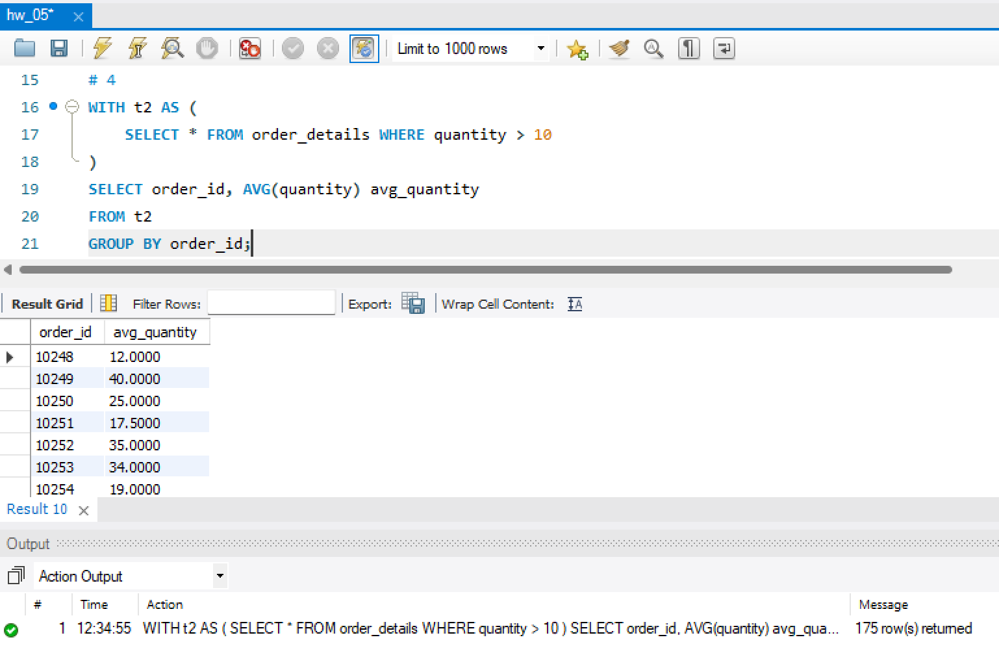 hw_05*
Limit to 1000 rows
15 # 4
16 WITH t2 AS (
17 SELECT * FROM order_details WHERE quantity > 10
18 )
19 SELECT order_id, AVG(quantity) avg_quantity
20 FROM t2
21 GROUP BY order_id;
Result Grid Filter Rows: Export: Wrap Cell Content:
order_id avg_quantity
10248 12.0000
10249 40.0000
10250 25.0000
10251 17.5000
10252 35.0000
10253 34.0000
10254 19.0000
Result 10
Output
Action Output
# Time Action Message
1 12:34:55 WITH t2 AS ( SELECT * FROM order_details WHERE quantity > 10 ) SELECT order_id, AVG(quantity) avg_qua... 175 row(s) returned